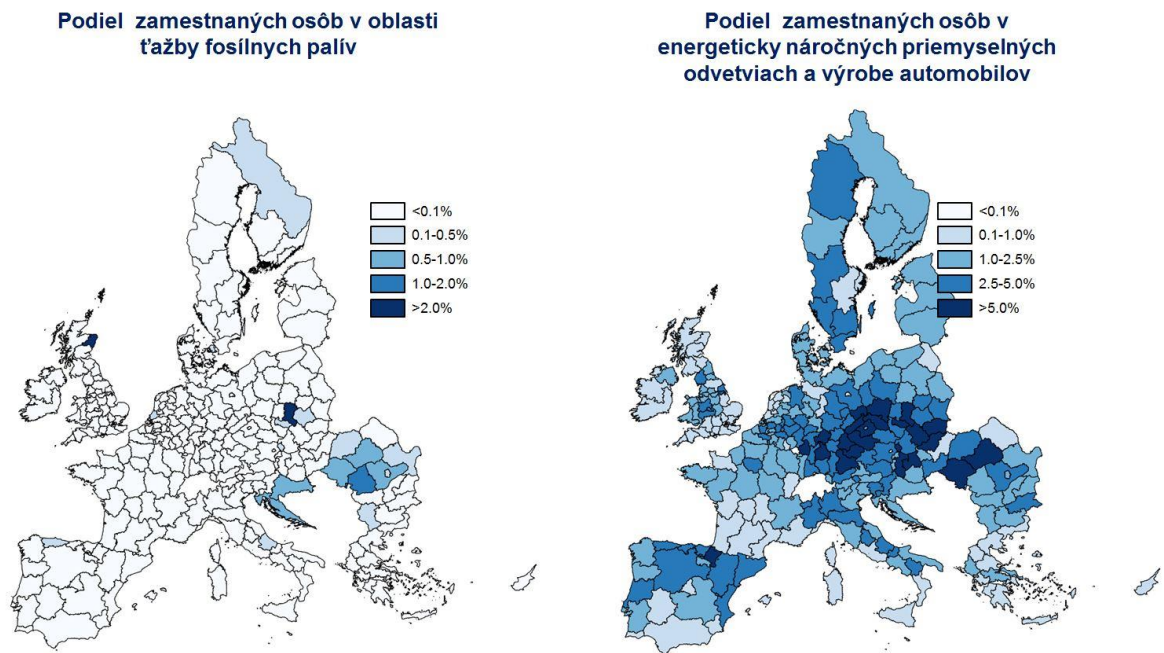 Podiel zamestnaných osôb v oblasti
ťažby fosílnych palív
<0.1%
0.1-0.5%
0.5-1.0%
1.0-2.0%
>2.0%
Podiel zamestnaných osôb v
energeticky náročných priemyselných
odvetviach a výrobe automobilov
<0.1%
0.1-1.0%
1.0-2.5%
2.5-5.0%
>5.0%